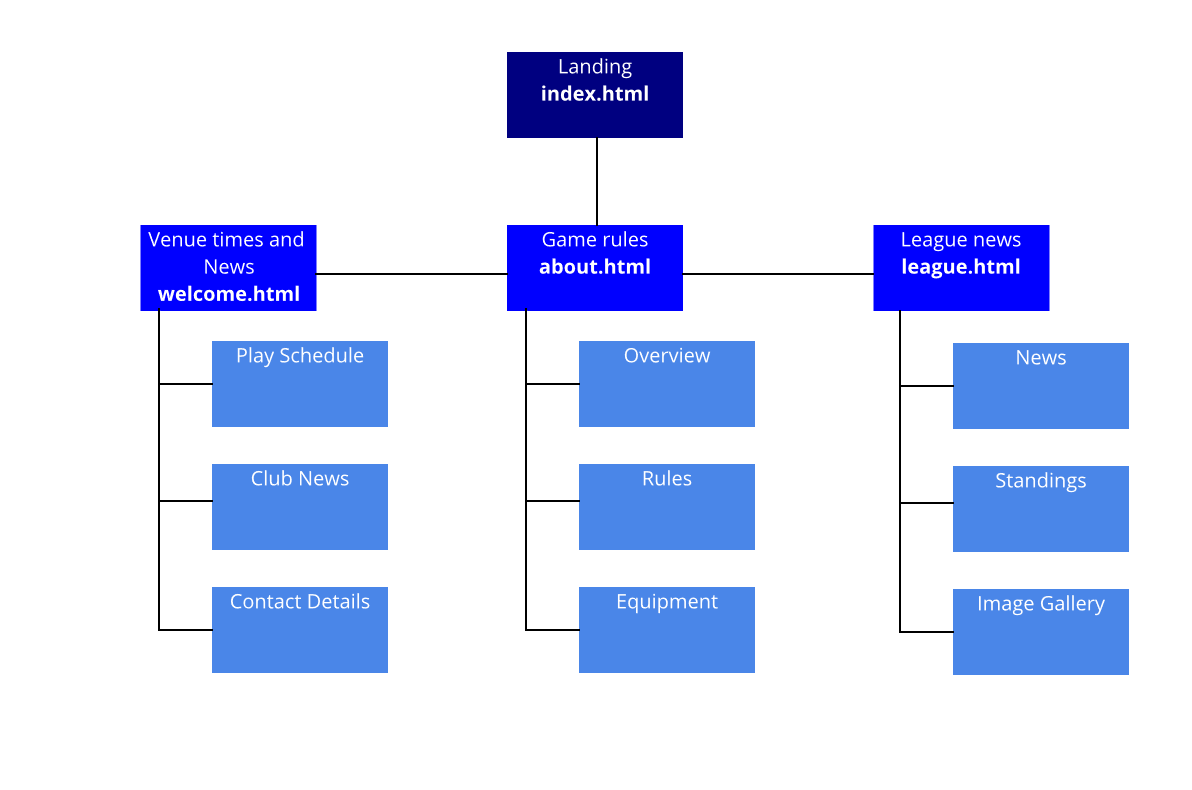 Landing
index.html
Venue times and
News
welcome.html
Game rules
about.html
League news
league.html
Play Schedule
Club News
Contact Details
Overview
Rules
Equipment
News
Standings
Image Gallery